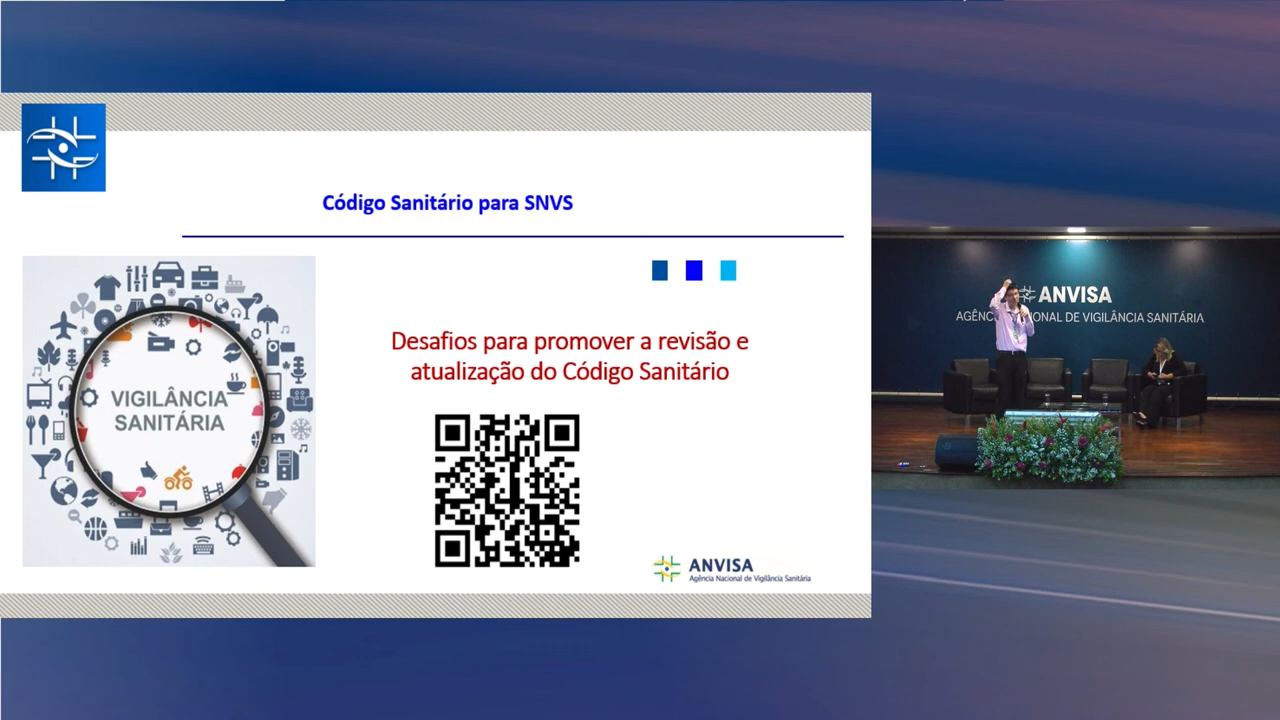 Código Sanitário para SNVS
VIGILÂNCIA
SANITÁRIA
Desafios para promover a revisão e
atualização do Código Sanitário
ANVISA
Agência Nacional de Vigilância Sanitária
ANVISA
AGÊNC NACIONAL DE VIGILÂNCIA SANITÁRIA